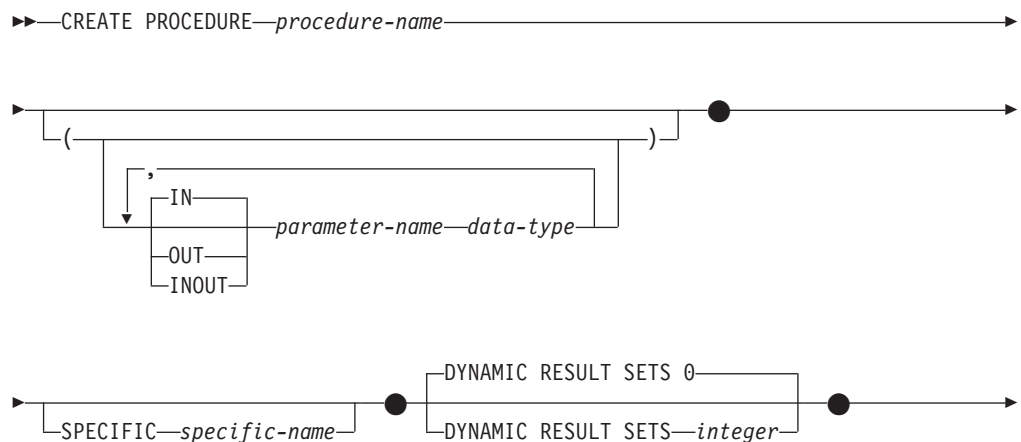 CREATE PROCEDURE procedure-name
( )
,
IN
parameter-name data-type
OUT
INOUT
DYNAMIC RESULT SETS 0
SPECIFIC specific-name DYNAMIC RESULT SETS integer